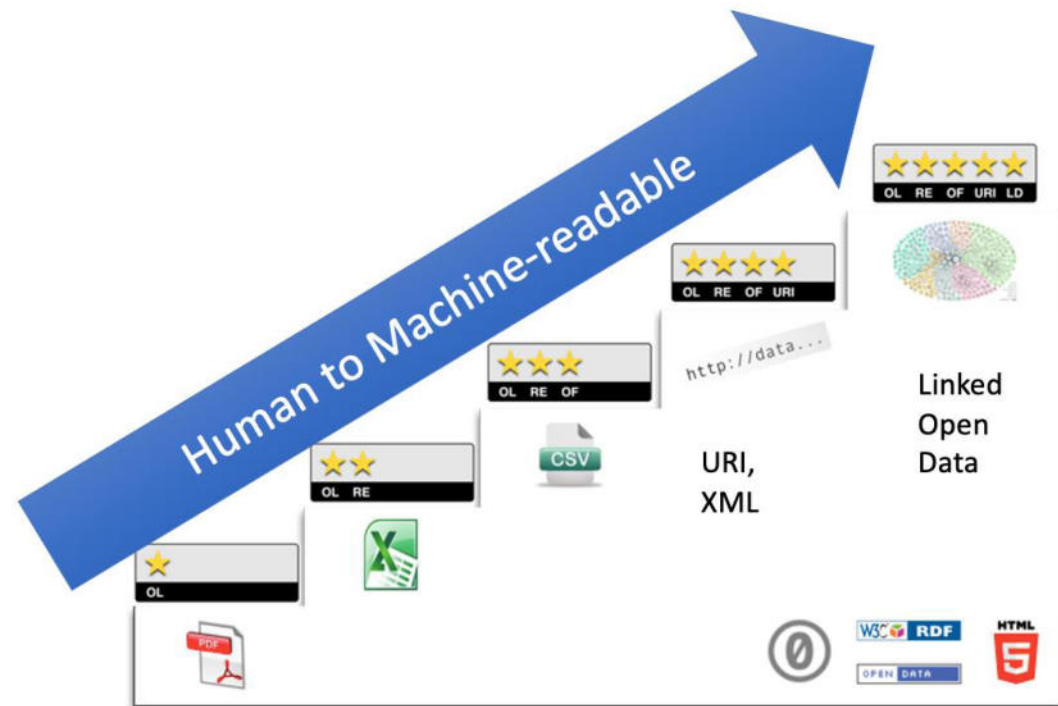 Human to Machine-readable
OL RE OF URI LD
OL RE OF URI
http://data...
Linked
Open
Data
OL RE OF
CSV
URI,
XML
OL RE
X
OL
PDF
0
W3C RDF
OPEN DATA
HTML
5